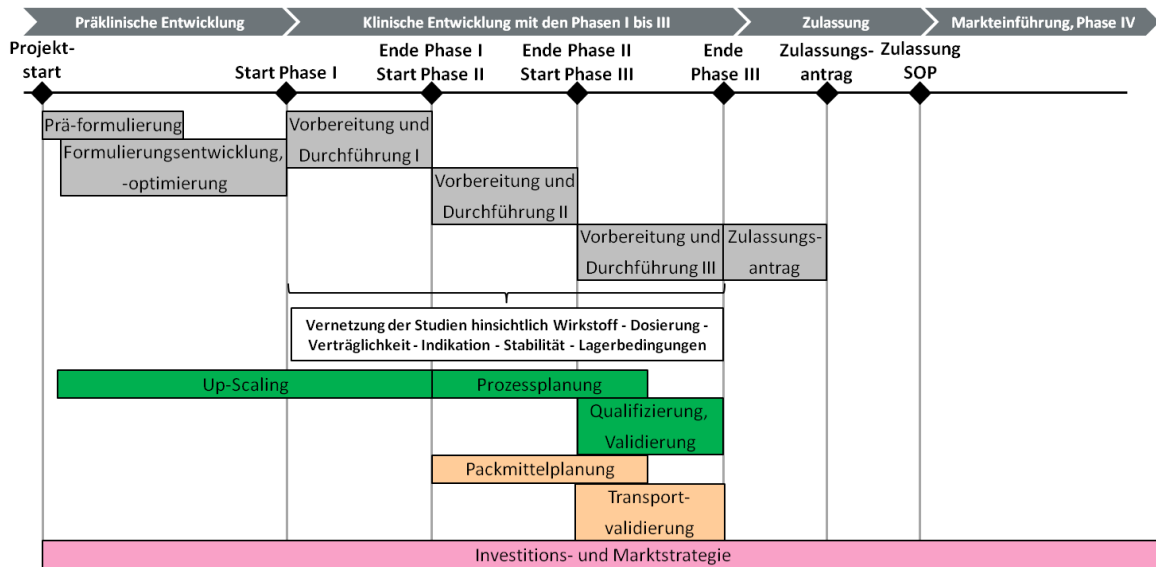 Präklinische Entwicklung
Klinische Entwicklung mit den Phasen I bis III
Zulassung
Markteinführung, Phase IV
Projekt-
start
Start Phase I
Ende Phase I
Start Phase II
Ende Phase II
Start Phase III
Ende
Phase III
Zulassungs-
antrag
Zulassung
SOP
Prä-formulierung
Formulierungsentwicklung,
-optimierung
Vorbereitung und
Durchführung I
Vorbereitung und
Durchführung II
Vorbereitung und
Durchführung III
Zulassungs-
antrag
Vernetzung der Studien hinsichtlich Wirkstoff - Dosierung -
Verträglichkeit - Indikation - Stabilität - Lagerbedingungen
Up-Scaling
Prozessplanung
Qualifizierung,
Validierung
Packmittelplanung
Transport-
validierung
Investitions- und Marktstrategie